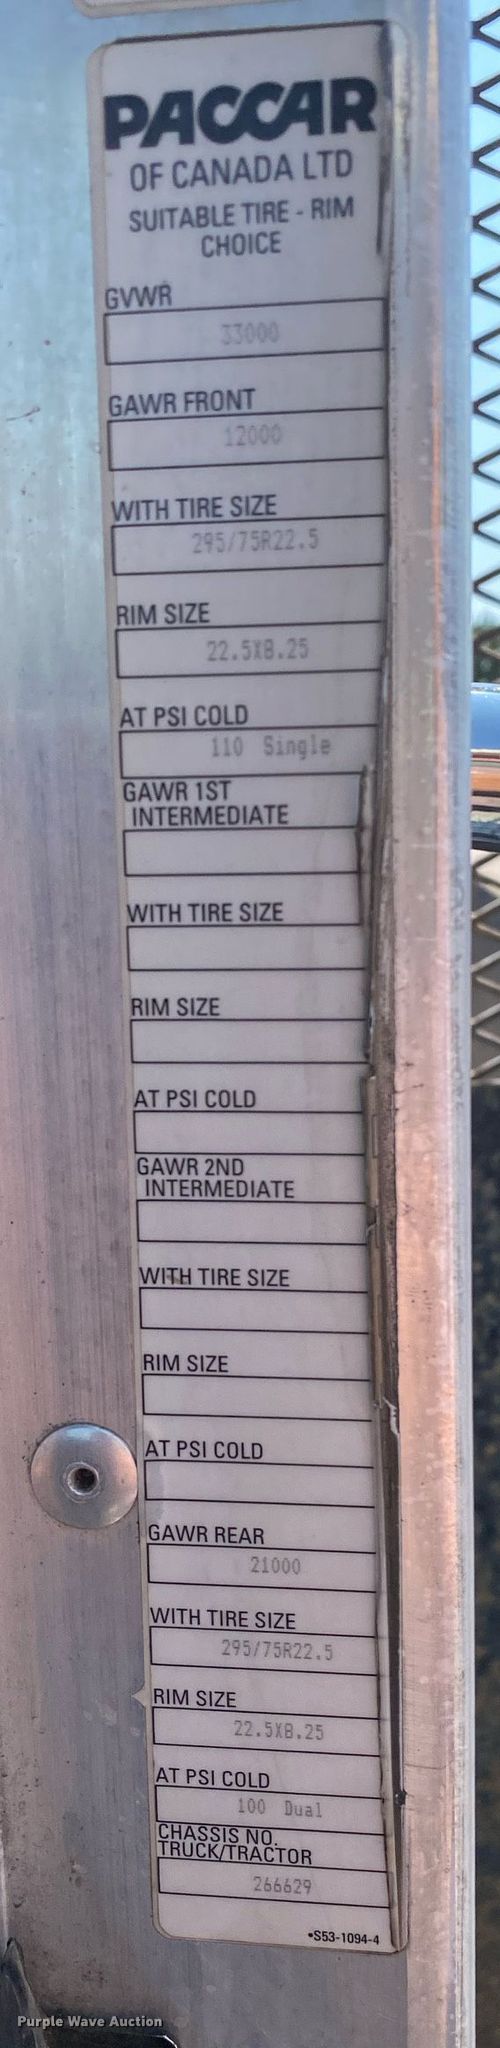 PACCAR
OF CANADA LTD
SUITABLE TIRE - RIM
CHOICE
GVWR
33000
GAWR FRONT
12000
WITH TIRE SIZE
295/75R22.5
RIM SIZE
22.5X8.25
AT PSI COLD
110 Single
GAWR 1ST
INTERMEDIATE
WITH TIRE SIZE
RIM SIZE
AT PSI COLD
GAWR 2ND
INTERMEDIATE
WITH TIRE SIZE
RIM SIZE
AT PSI COLD
GAWR REAR
21000
WITH TIRE SIZE
295/75R22.5
RIM SIZE
22.5X8.25
AT PSI COLD
100 Dual
CHASSIS NO.
TRUCK/TRACTOR
266629
•S53-1094-4
Purple Wave Auction